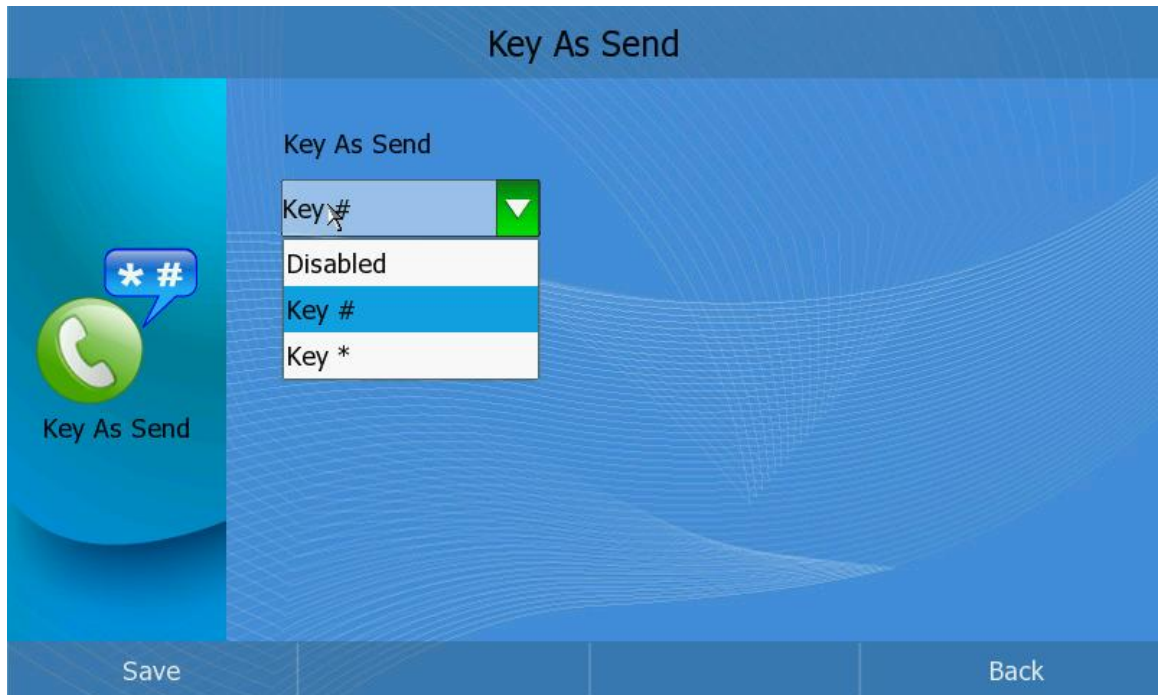 Key As Send
Key As Send
Key #
Disabled
Key #
Key *
* #
Key As Send
Save
Back